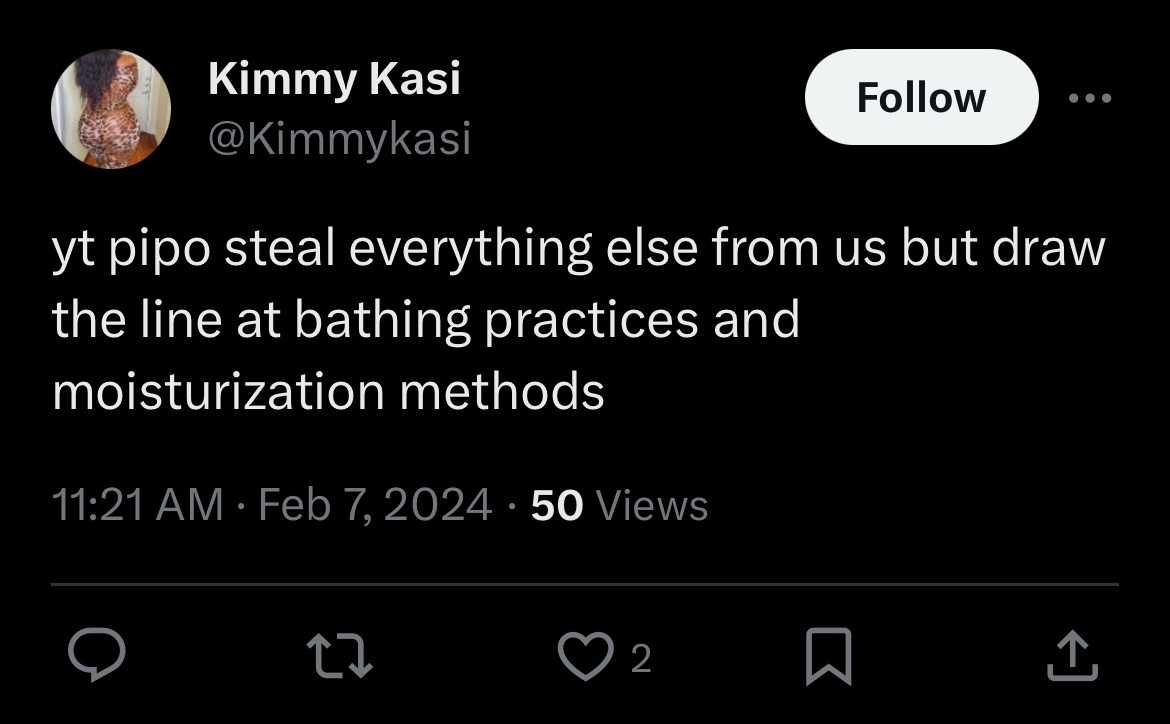 Kimmy Kasi
@Kimmykasi
Follow
yt pipo steal everything else from us but draw
the line at bathing practices and
moisturization methods
11:21 AM · Feb 7, 2024 · 50 Views
2